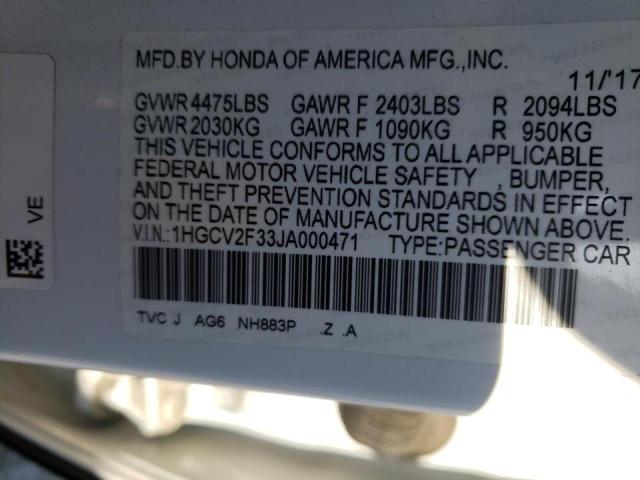 MFD.BY HONDA OF AMERICA MFG.,INC.
11/'17
GVWR 4475LBS GAWR F 2403LBS R 2094LBS
GVWR 2030KG GAWR F 1090KG R 950KG
THIS VEHICLE CONFORMS TO ALL APPLICABLE
FEDERAL MOTOR VEHICLE SAFETY , BUMPER,
AND THEFT PREVENTION STANDARDS IN EFFECT
ON THE DATE OF MANUFACTURE SHOWN ABOVE.
V.I.N.:1HGCV2F33JA000471 TYPE:PASSENGER CAR
TVC J AG6 NH883P .Z .A
VE